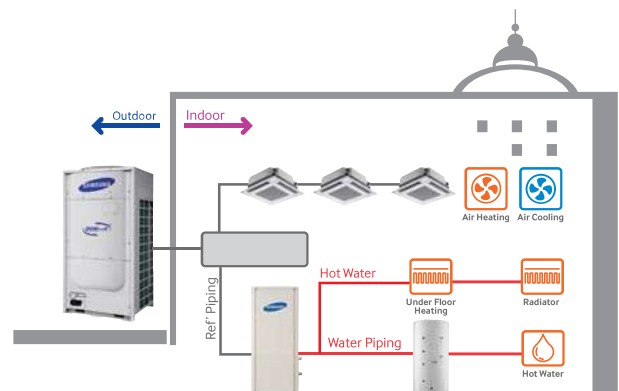 Outdoor
Indoor
SAMSUNG
Air Heating
Air Cooling
Ref' Piping
Hot Water
Under Floor
Heating
Radiator
SAMSUNG
Water Piping
Hot Water